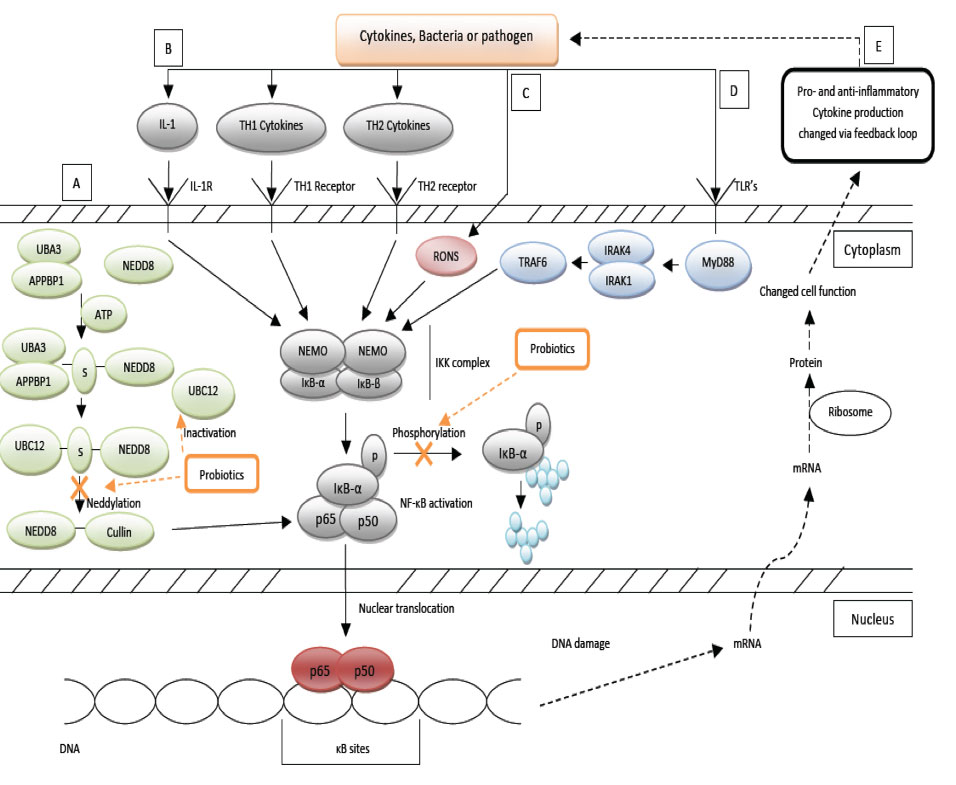 Cytokines, Bacteria or pathogen
B
E
C
D
Pro- and anti-inflammatory
Cytokine production
changed via feedback loop
IL-1
TH1 Cytokines
TH2 Cytokines
A
IL-1R
TH1 Receptor
TH2 receptor
TLR's
UBA3
APPBP1
NEDD8
RONS
TRAF6
IRAK4
IRAK1
MyD88
Cytoplasm
ATP
Changed cell function
NEMO
NEMO
IκB-α
IκB-ß
IKK complex
Probiotics
UBA3
APPBP1
S
NEDD8
UBC12
Protein
Ribosome
Inactivation
Phosphorylation
p
p
IκB-α
UBC12
S
NEDD8
Probiotics
mRNA
IκB-α
Neddylation
NF-κB activation
p65
p50
NEDD8
Cullin
Nuclear translocation
Nucleus
DNA damage
mRNA
p65
p50
DNA
κB sites